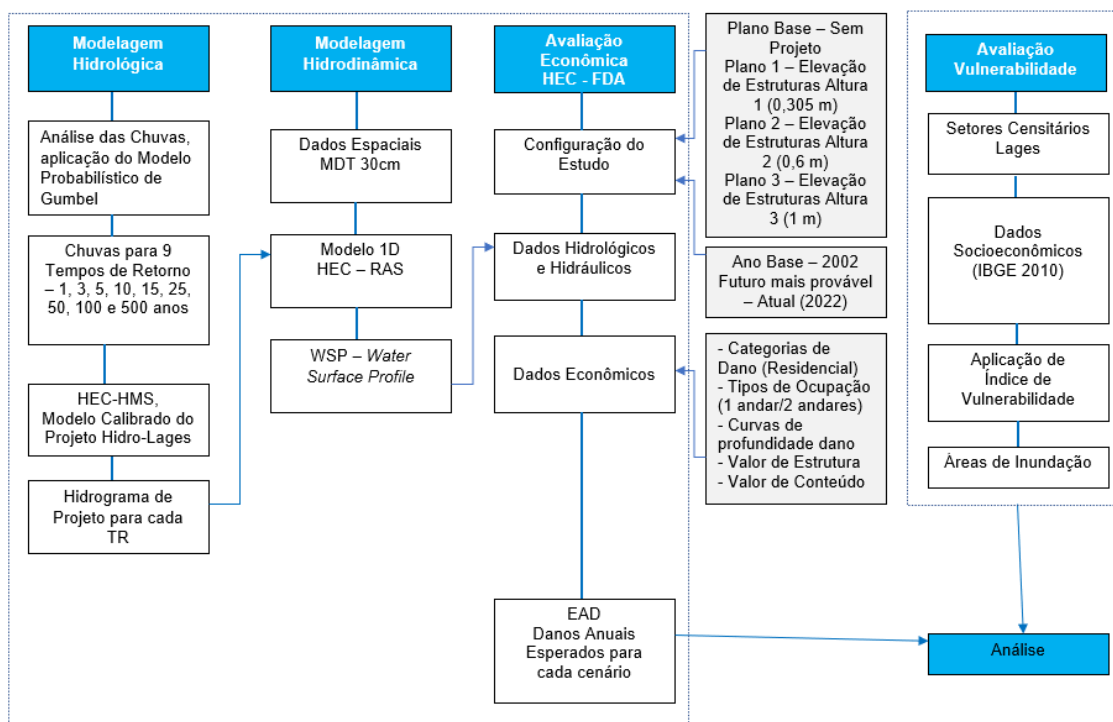 Modelagem
Hidrológica
Análise das Chuvas,
aplicação do Modelo
Probabilístico de
Gumbel
Chuvas para 9
Tempos de Retorno
– 1, 3, 5, 10, 15, 25,
50, 100 e 500 anos
HEC-HMS,
Modelo Calibrado do
Projeto Hidro-Lages
Hidrograma de
Projeto para cada
TR
Modelagem
Hidrodinâmica
Dados Espaciais
MDT 30cm
Modelo 1D
HEC – RAS
WSP – Water
Surface Profile
Avaliação
Econômica
HEC - FDA
Configuração do
Estudo
Dados Hidrológicos
e Hidráulicos
Dados Econômicos
EAD
Danos Anuais
Esperados para
cada cenário
Plano Base – Sem
Projeto
Plano 1 – Elevação
de Estruturas Altura
1 (0,305 m)
Plano 2 – Elevação
de Estruturas Altura
2 (0,6 m)
Plano 3 – Elevação
de Estruturas Altura
3 (1 m)
Ano Base – 2002
Futuro mais provável
– Atual (2022)
- Categorias de
Dano (Residencial)
- Tipos de Ocupação
(1 andar/2 andares)
- Curvas de
profundidade dano
- Valor de Estrutura
- Valor de Conteúdo
Avaliação
Vulnerabilidade
Setores Censitários
Lages
Dados
Socioeconômicos
(IBGE 2010)
Aplicação de
Índice de
Vulnerabilidade
Àreas de Inundação
Análise